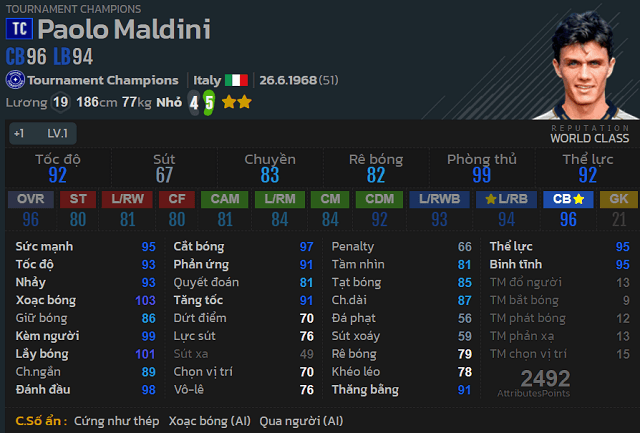 TOURNAMENT CHAMPIONS
TC Paolo Maldini
CB96 LB94
Tournament Champions Italy 26.6.1968(51)
Lương 19 186cm 77kg Nhỏ 4 5
REPUTATION
+1 LV.1 WORLD CLASS
Tốc độ Sút Chuyền Rê bóng Phòng thủ Thể lực
92 67 83 82 99 92
OVR ST L/RW CF CAM L/RM CM CDM L/RWB L/RB CB GK
96 80 81 80 81 84 84 92 93 94 96 21
Sức mạnh 95 Cắt bóng 97 Penalty 66 Thể lực 95
Tốc độ 93 Phản ứng 91 Tầm nhìn 81 Bình tĩnh 95
Nhảy 93 Quyết đoán 81 Tạt bóng 85 TM đổ người 13
Xoạc bóng 103 Tăng tốc 91 Ch.dài 87 TM bắt bóng 9
Giữ bóng 86 Dứt điểm 70 Đá phạt 56 TM phát bóng 12
Kèm người 99 Lực sút 76 Sút xoáy 59 TM phản xạ 13
Lấy bóng 101 Sút xa 49 Rê bóng 79 TM chọn vị trí 15
Ch.ngắn 89 Chọn vị trí 70 Khéo léo 78 2492
Đánh đầu 98 Vô-lê 76 Thăng bằng 91 AttributesPoints
C.Số ẩn : Cứng như thép Xoạc bóng (AI) Qua người (AI)